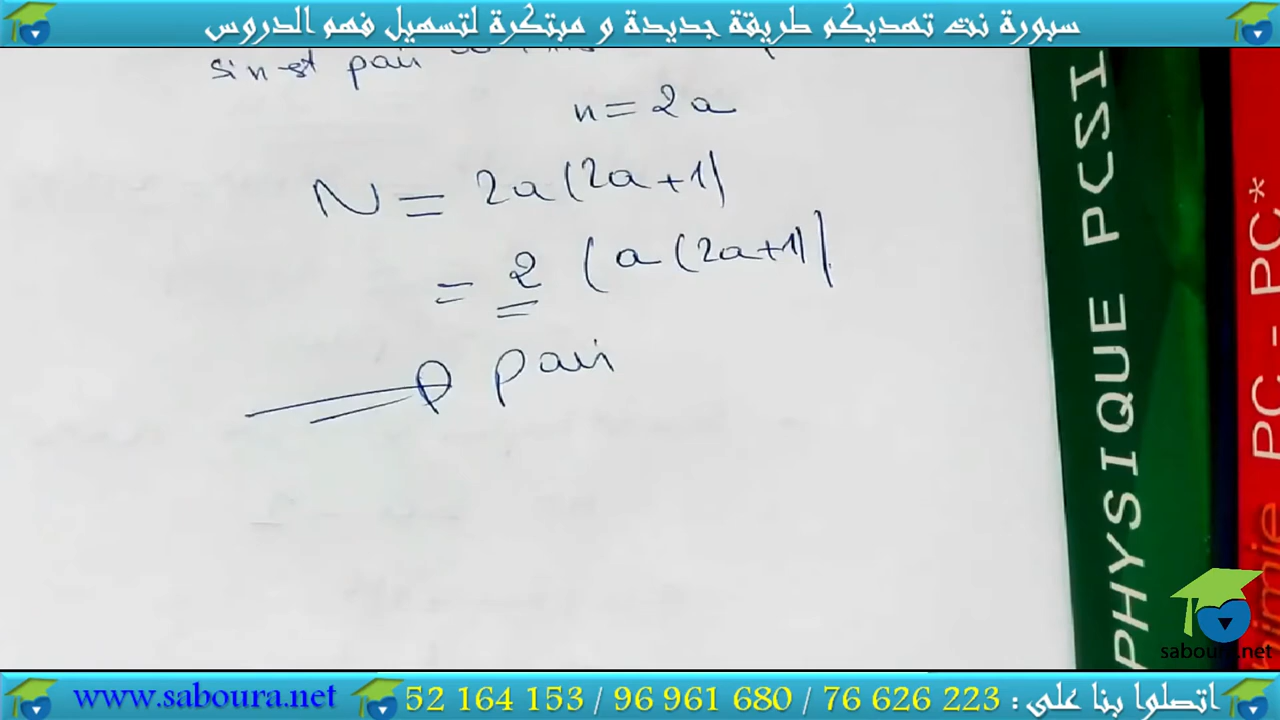 سبورة نت تهديكم طريقة جديدة و مبتكرة لتسهيل فهم الدروس
si n est pair
n = 2a
N = 2a(2a+1)
= 2 (a(2a+1))
⇒ pair
PHYSIQUE PCSI
PC - PC*
saboura.net
www.saboura.net
52 164 153 / 96 961 680 / 76 626 223 : اتصلوا بنا على